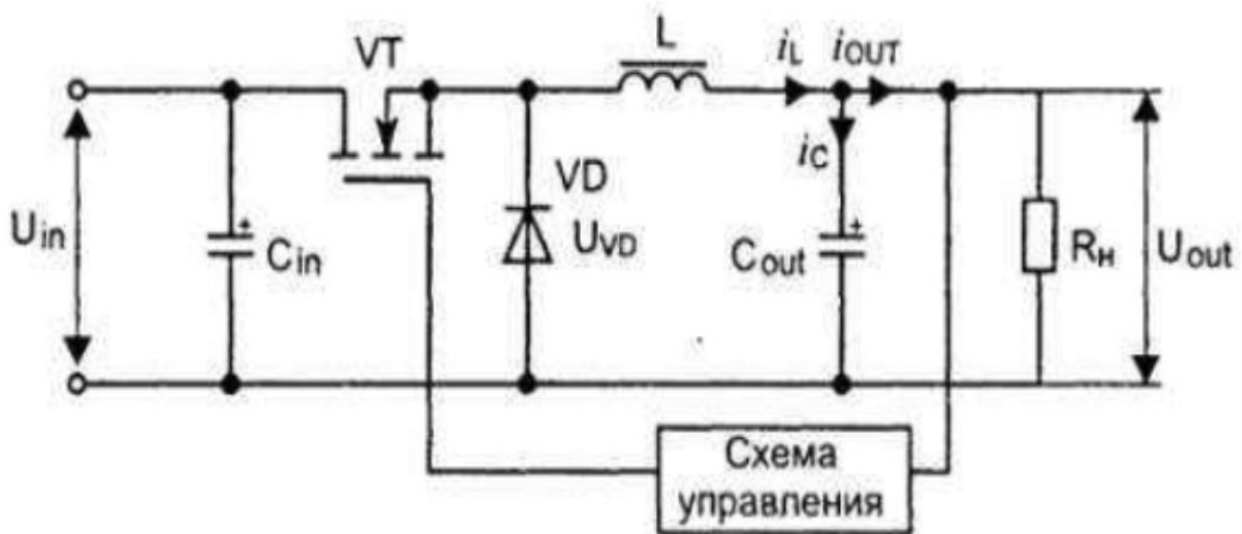 VT
L
iL
iOUT
iC
Uin
Cin
+
VD
UVD
Cout
+
RН
Uout
Схема
управления